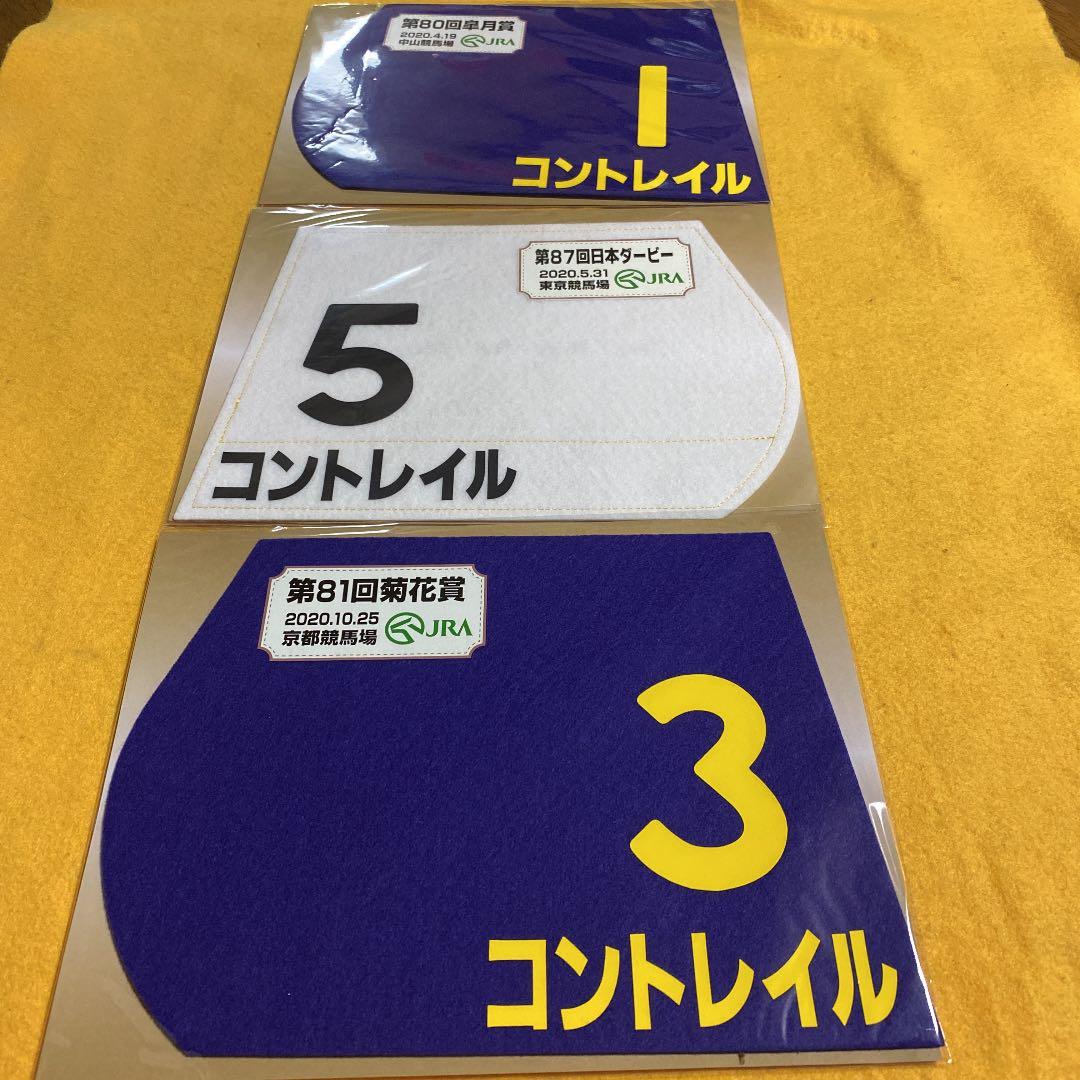 第80回皐月賞
2020.4.19
中山競馬場 JRA
1
コントレイル
第87回日本ダービー
2020.5.31
東京競馬場 JRA
5
コントレイル
第81回菊花賞
2020.10.25
京都競馬場 JRA
3
コントレイル